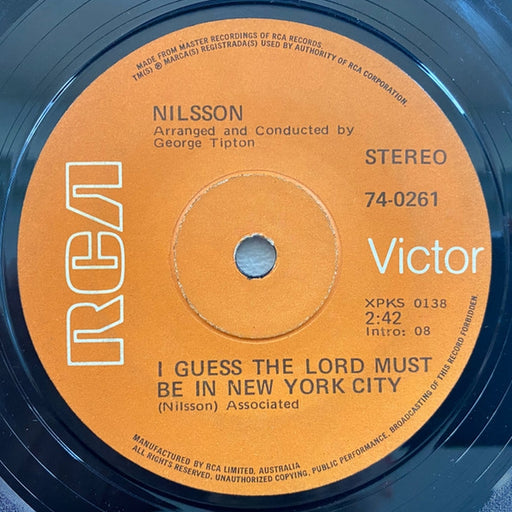 MADE FROM MASTER RECORDINGS OF RCA RECORDS.
TM(S) ® MARCA(S) REGISTRADA(S) USED BY AUTHORITY OF RCA CORPORATION.
NILSSON
Arranged and Conducted by
George Tipton
STEREO
74-0261
RCA
Victor
XPKS 0138
2:42
Intro: 08
I GUESS THE LORD MUST
BE IN NEW YORK CITY
(Nilsson) Associated
MANUFACTURED BY RCA LIMITED, AUSTRALIA
ALL RIGHTS RESERVED. UNAUTHORIZED COPYING, PUBLIC PERFORMANCE, BROADCASTING OF THIS RECORD FORBIDDEN.